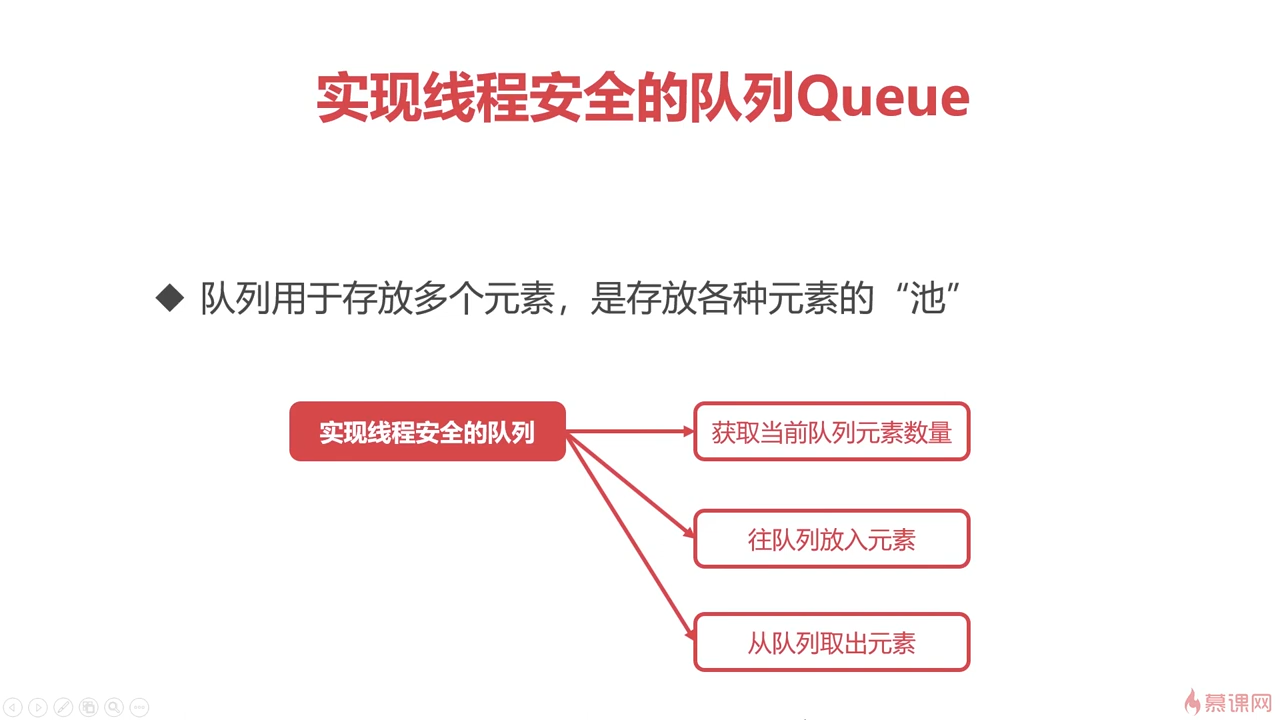 实现线程安全的队列Queue
◆ 队列用于存放多个元素，是存放各种元素的“池”
实现线程安全的队列
获取当前队列元素数量
往队列放入元素
从队列取出元素
慕课网